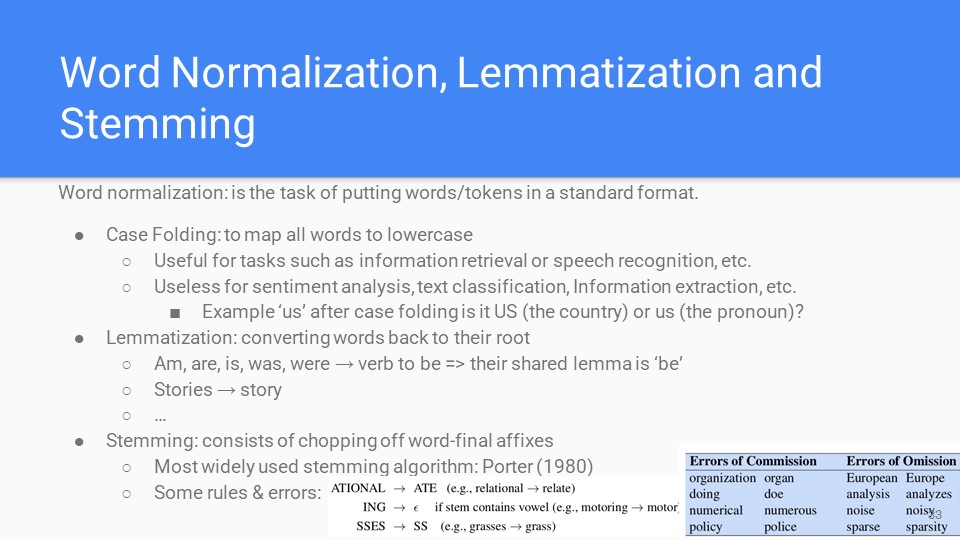 Word Normalization, Lemmatization and
Stemming
Word normalization: is the task of putting words/tokens in a standard format.
● Case Folding: to map all words to lowercase
○ Useful for tasks such as information retrieval or speech recognition, etc.
○ Useless for sentiment analysis, text classification, Information extraction, etc.
■ Example ‘us’ after case folding is it US (the country) or us (the pronoun)?
● Lemmatization: converting words back to their root
○ Am, are, is, was, were → verb to be => their shared lemma is ‘be’
○ Stories → story
○ …
● Stemming: consists of chopping off word-final affixes
○ Most widely used stemming algorithm: Porter (1980)
○ Some rules & errors:
ATIONAL → ATE (e.g., relational → relate)
ING → ϵ if stem contains vowel (e.g., motoring → motor
SSES → SS (e.g., grasses → grass)
Errors of Commission Errors of Omission
organization organ European Europe
doing doe analysis analyzes
numerical numerous noise noisy
policy police sparse sparsity
33